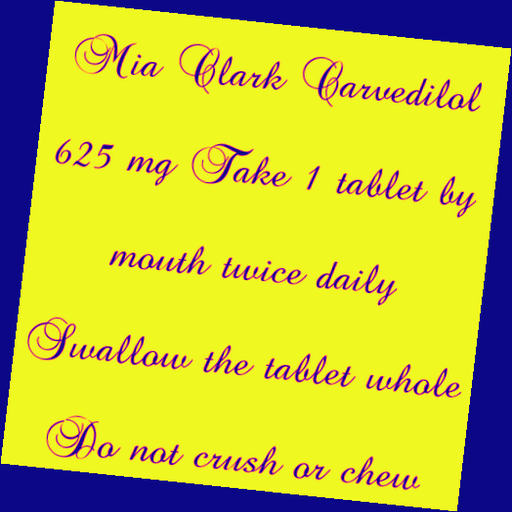 Mia Clark Carvedilol
625 mg Take 1 tablet by
mouth twice daily
Swallow the tablet whole
Do not crush or chew